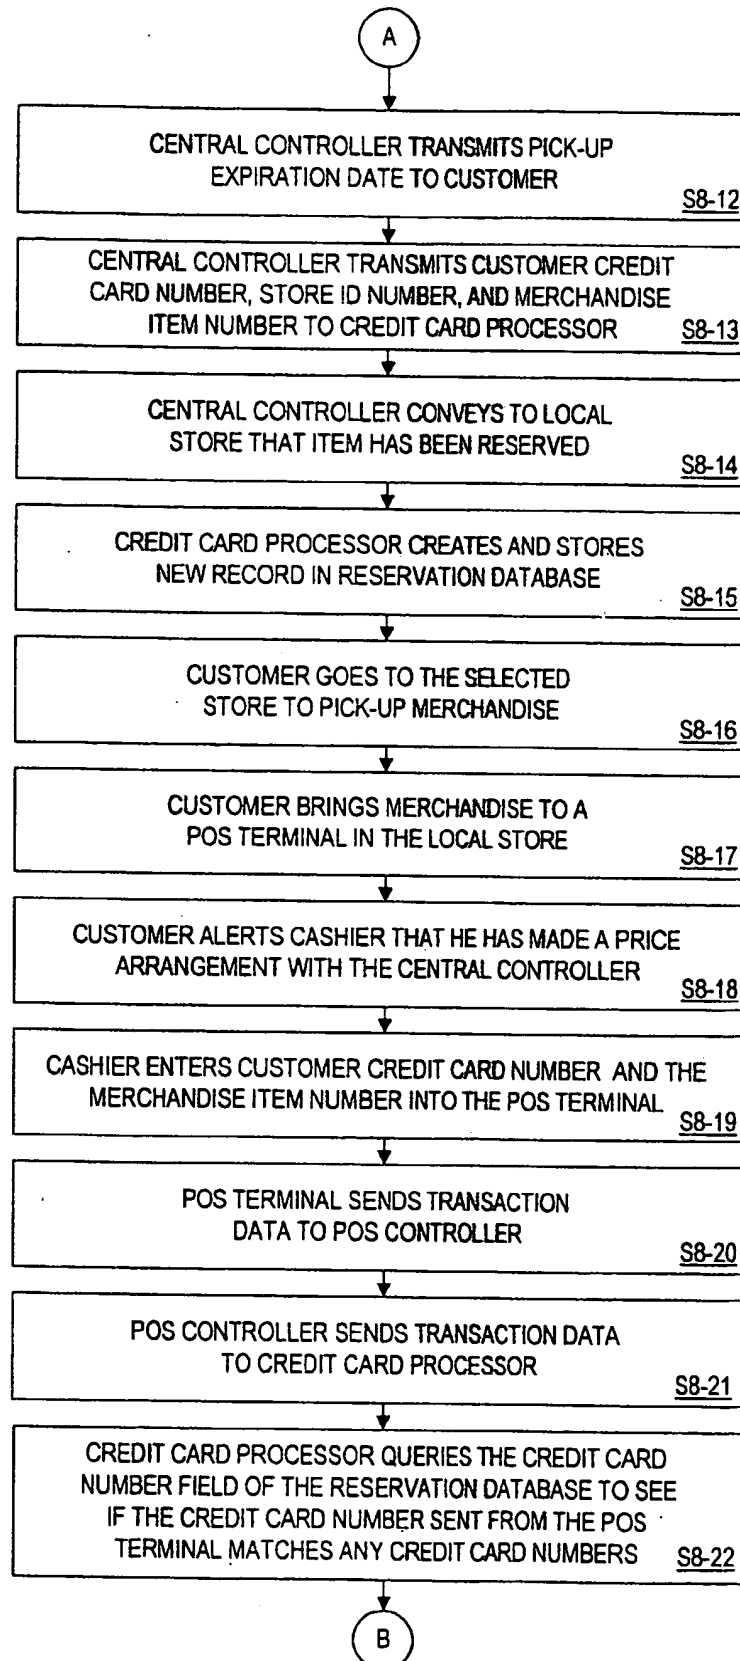 A
CENTRAL CONTROLLER TRANSMITS PICK-UP
EXPIRATION DATE TO CUSTOMER
S8-12
CENTRAL CONTROLLER TRANSMITS CUSTOMER CREDIT
CARD NUMBER, STORE ID NUMBER, AND MERCHANDISE
ITEM NUMBER TO CREDIT CARD PROCESSOR
S8-13
CENTRAL CONTROLLER CONVEYS TO LOCAL
STORE THAT ITEM HAS BEEN RESERVED
S8-14
CREDIT CARD PROCESSOR CREATES AND STORES
NEW RECORD IN RESERVATION DATABASE
S8-15
CUSTOMER GOES TO THE SELECTED
STORE TO PICK-UP MERCHANDISE
S8-16
CUSTOMER BRINGS MERCHANDISE TO A
POS TERMINAL IN THE LOCAL STORE
S8-17
CUSTOMER ALERTS CASHIER THAT HE HAS MADE A PRICE
ARRANGEMENT WITH THE CENTRAL CONTROLLER
S8-18
CASHIER ENTERS CUSTOMER CREDIT CARD NUMBER AND THE
MERCHANDISE ITEM NUMBER INTO THE POS TERMINAL
S8-19
POS TERMINAL SENDS TRANSACTION
DATA TO POS CONTROLLER
S8-20
POS CONTROLLER SENDS TRANSACTION DATA
TO CREDIT CARD PROCESSOR
S8-21
CREDIT CARD PROCESSOR QUERIES THE CREDIT CARD
NUMBER FIELD OF THE RESERVATION DATABASE TO SEE
IF THE CREDIT CARD NUMBER SENT FROM THE POS
TERMINAL MATCHES ANY CREDIT CARD NUMBERS
S8-22
B